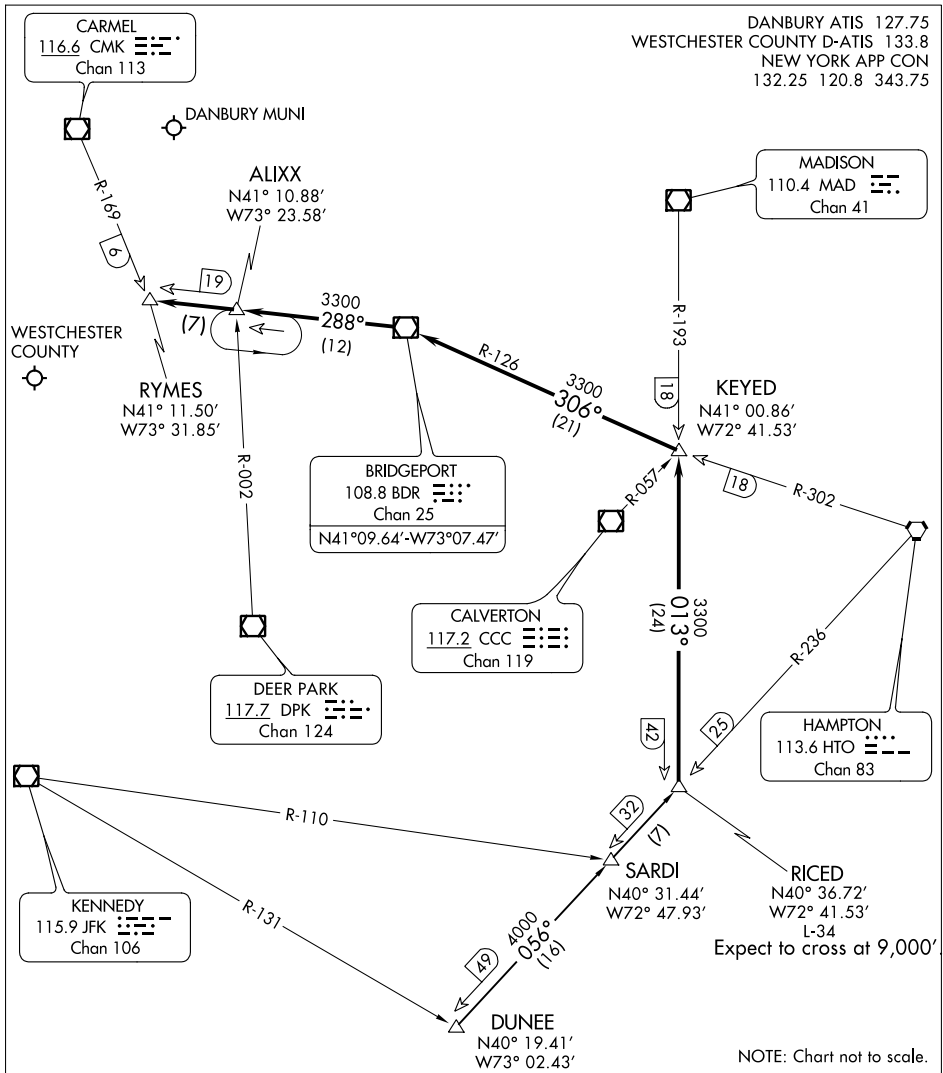 DANBURY ATIS 127.75
WESTCHESTER COUNTY D-ATIS 133.8
NEW YORK APP CON
132.25 120.8 343.75
CARMEL
116.6 CMK
Chan 113
DANBURY MUNI
ALIXX
N41° 10.88′
W73° 23.58′
MADISON
110.4 MAD
Chan 41
R-169
6
19
(7)
3300
288°
(12)
R-126
3300
306°
(21)
R-193
18
WESTCHESTER
COUNTY
RYMES
N41° 11.50′
W73° 31.85′
KEYED
N41° 00.86′
W72° 41.53′
R-002
BRIDGEPORT
108.8 BDR
Chan 25
N41°09.64′-W73°07.47′
R-057
18
R-302
CALVERTON
117.2 CCC
Chan 119
3300
013°
(24)
R-236
DEER PARK
117.7 DPK
Chan 124
HAMPTON
113.6 HTO
Chan 83
42
25
R-110
32
(7)
SARDI
N40° 31.44′
W72° 47.93′
RICED
N40° 36.72′
W72° 41.53′
L-34
Expect to cross at 9,000′.
KENNEDY
115.9 JFK
Chan 106
R-131
4000
056°
(16)
49
DUNEE
N40° 19.41′
W73° 02.43′
NOTE: Chart not to scale.